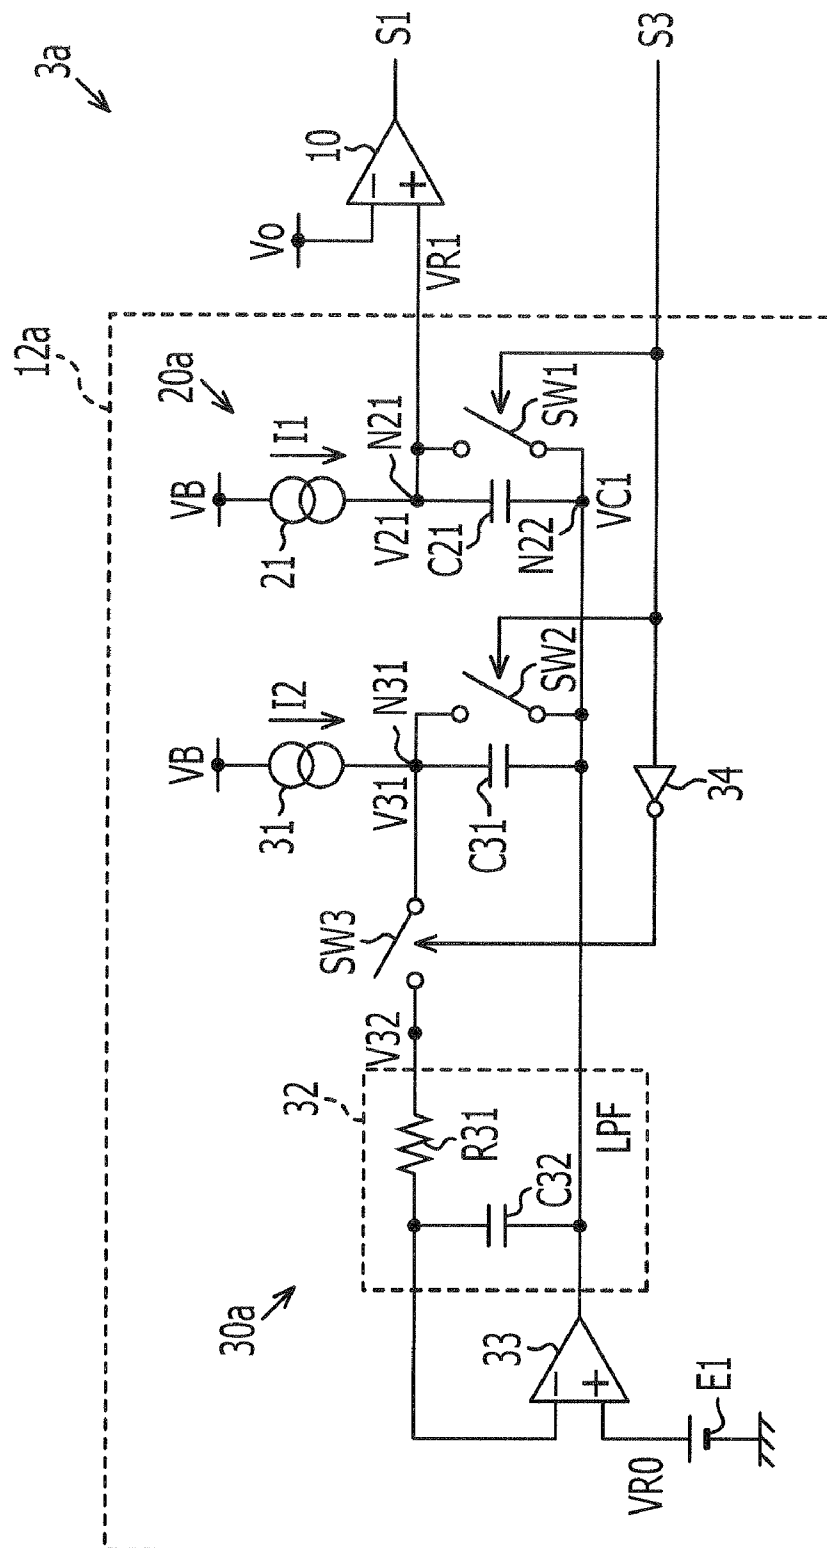 3a
S1
S3
10
Vo
VR1
12a
20a
VB
I1
N21
SW1
21
V21
C21
N22
VC1
VB
I2
N31
SW2
31
V31
C31
34
SW3
V32
32
R31
C32
LPF
30a
33
E1
VR0